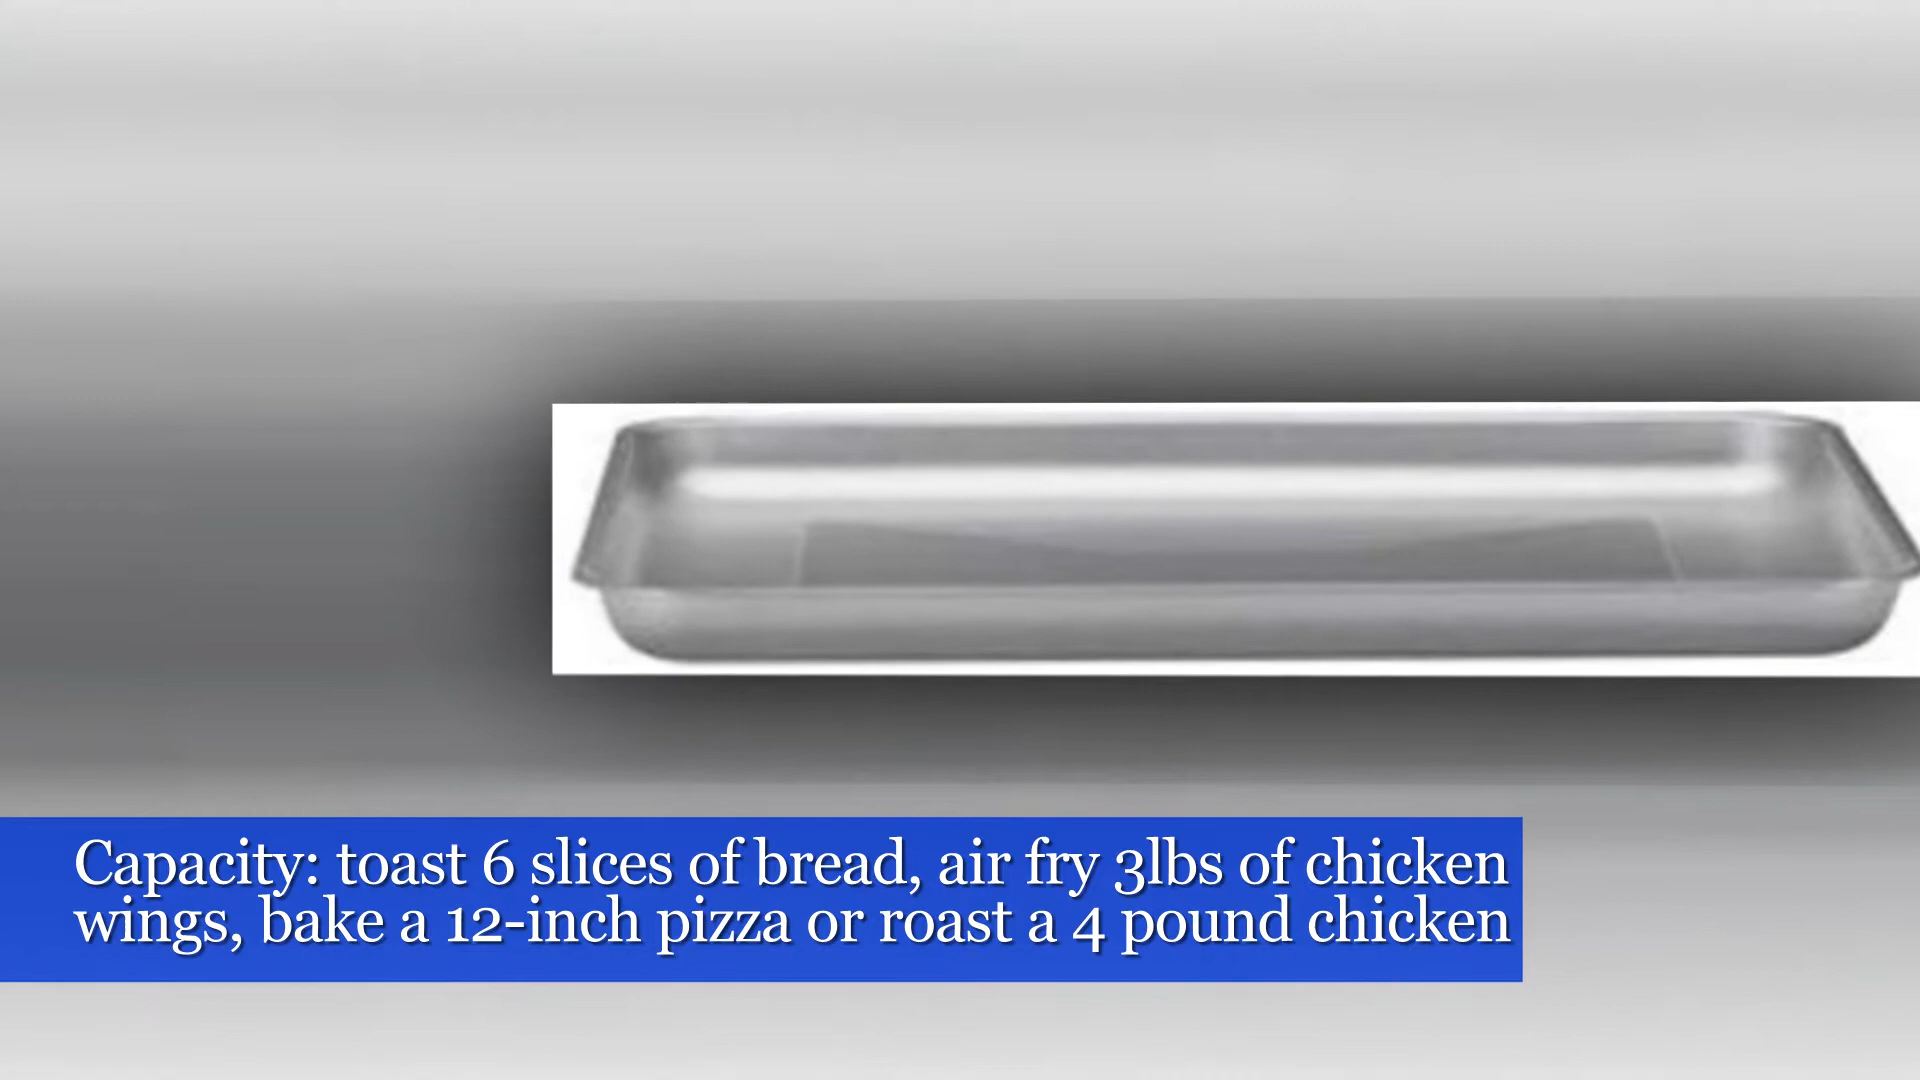 Capacity: toast 6 slices of bread, air fry 3lbs of chicken
wings, bake a 12-inch pizza or roast a 4 pound chicken